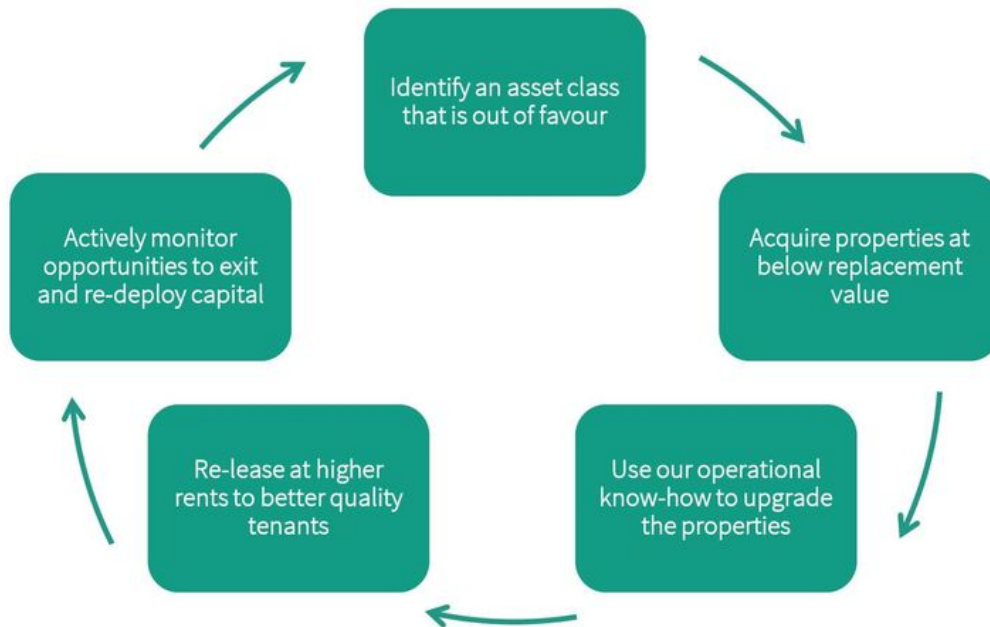 Identify an asset class
that is out of favour
Acquire properties at
below replacement
value
Use our operational
know-how to upgrade
the properties
Re-lease at higher
rents to better quality
tenants
Actively monitor
opportunities to exit
and re-deploy capital